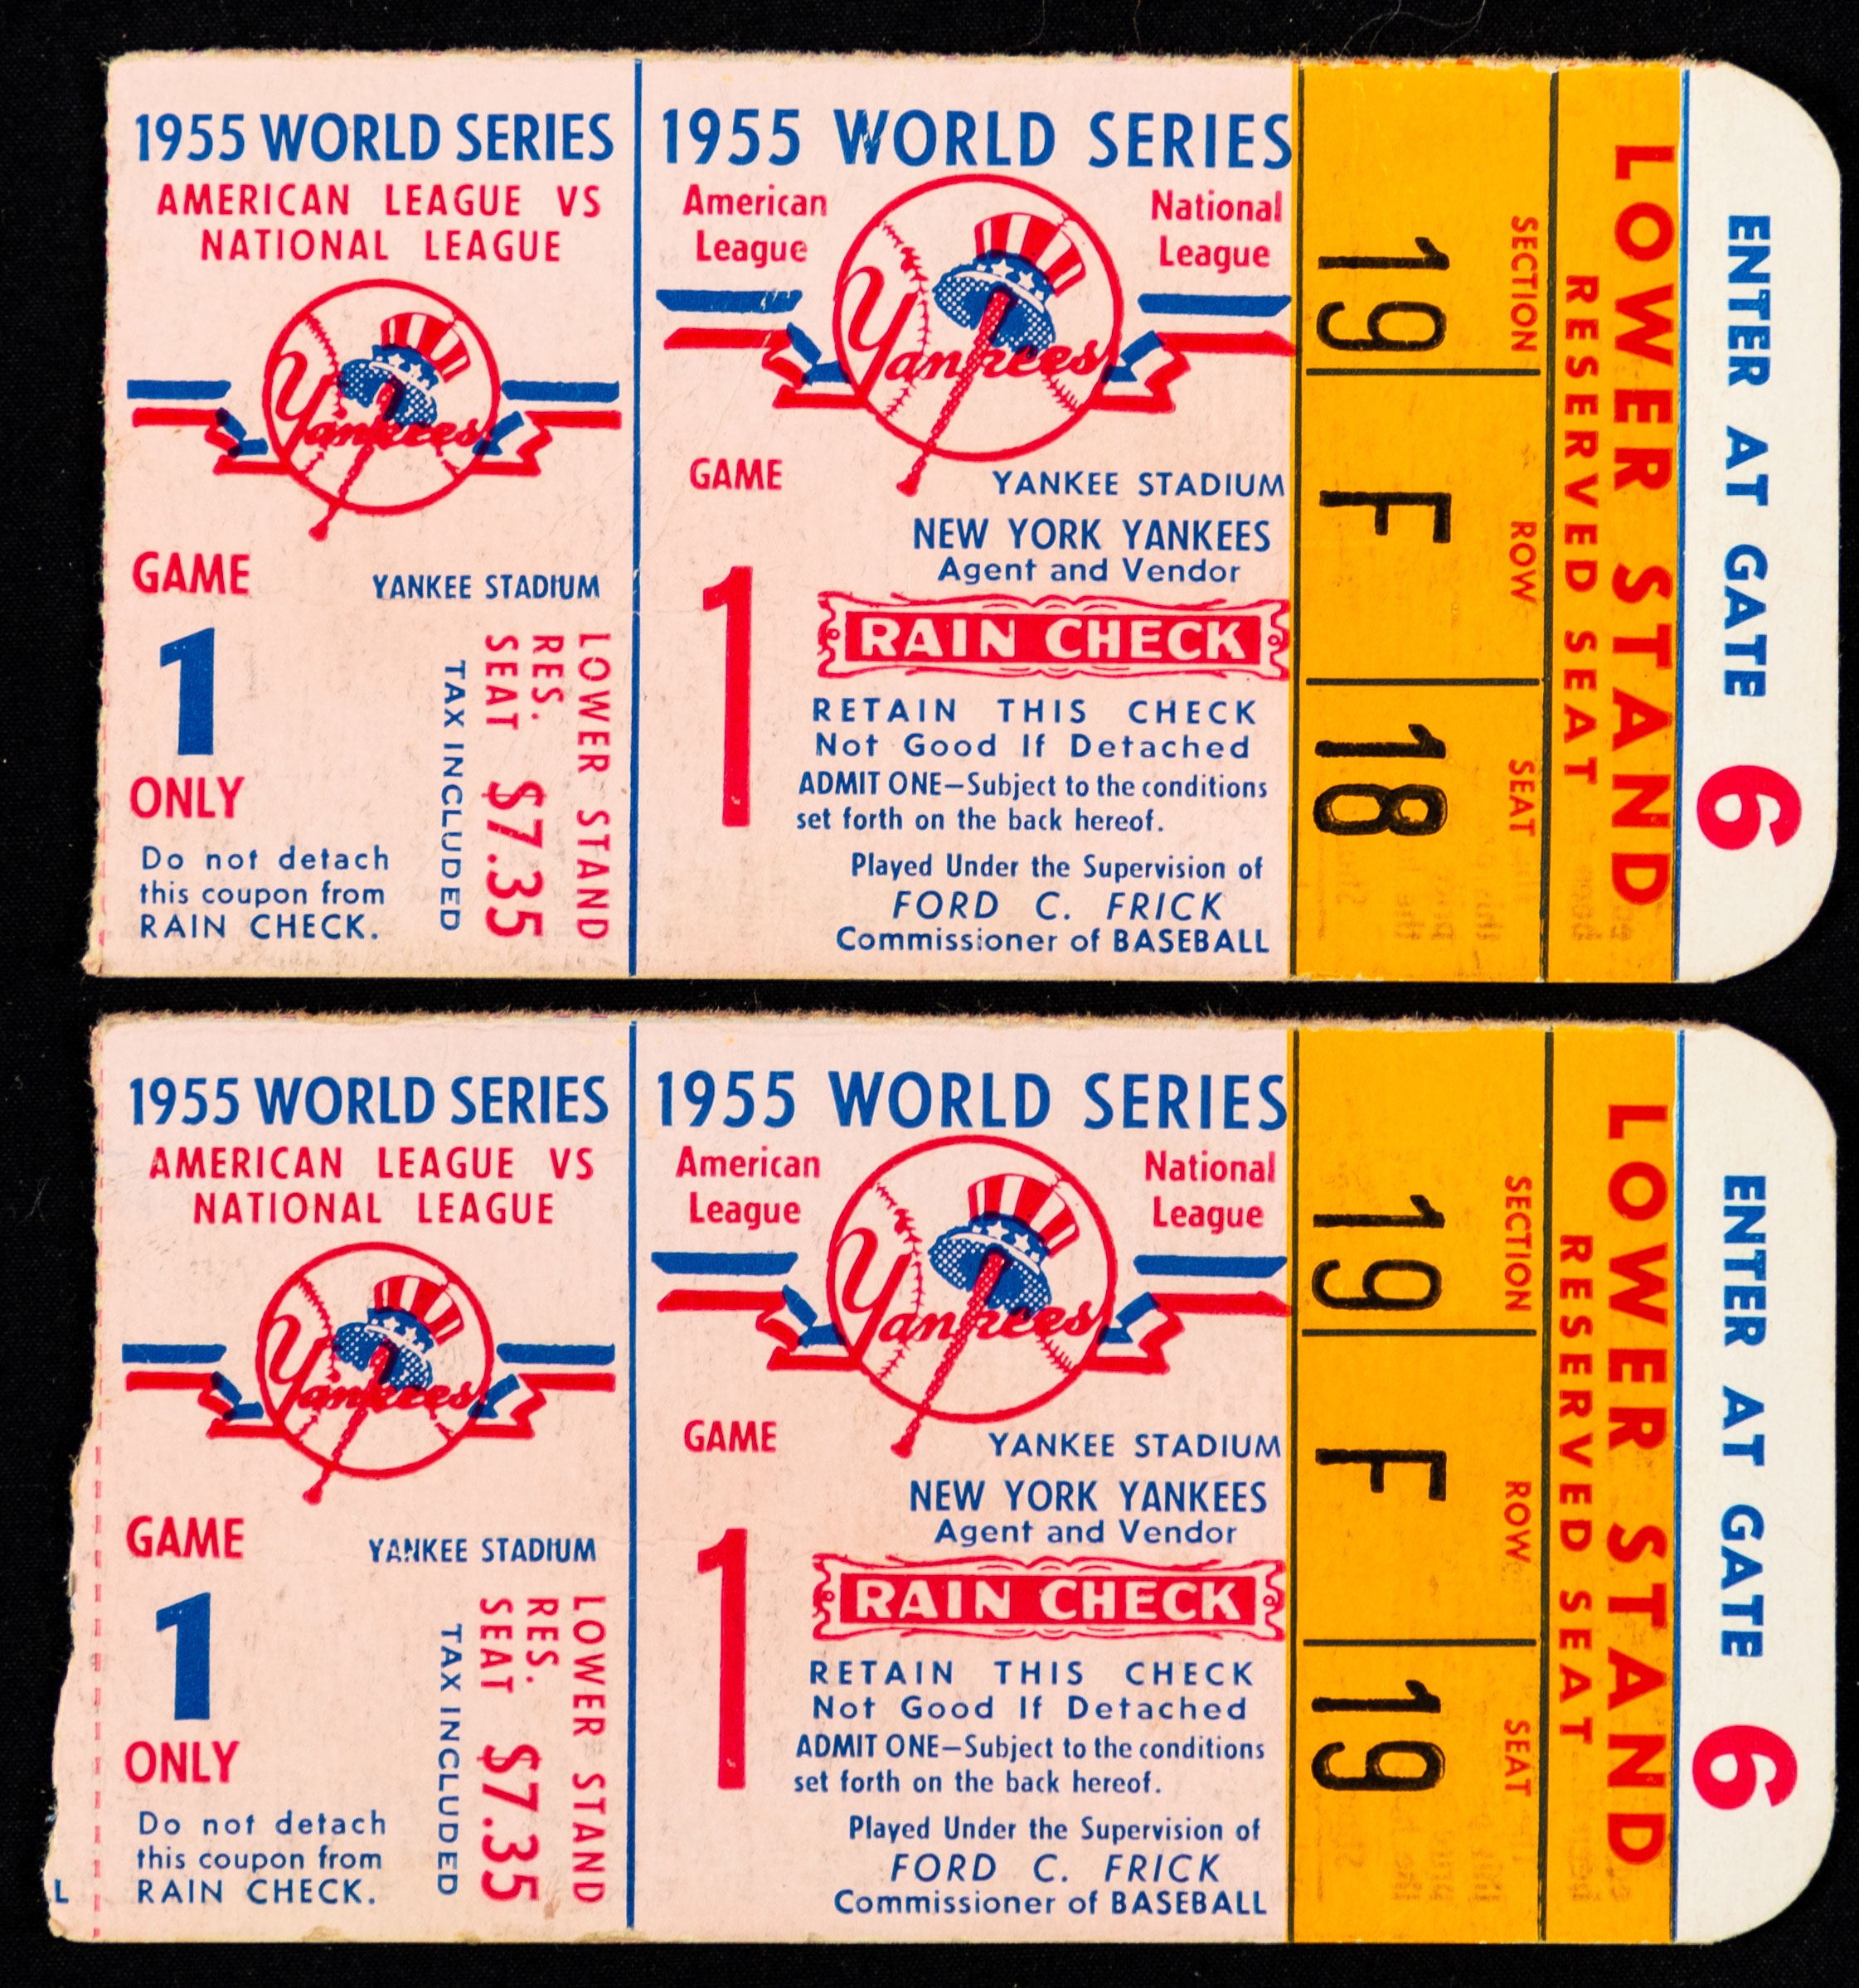 1955 WORLD SERIES
AMERICAN LEAGUE VS
NATIONAL LEAGUE
Yankees
GAME
1
ONLY
YANKEE STADIUM
LOWER STAND
RES.
SEAT $7.35
TAX INCLUDED
Do not detach
this coupon from
RAIN CHECK.
1955 WORLD SERIES
American
League
National
League
Yankees
GAME
1
YANKEE STADIUM
NEW YORK YANKEES
Agent and Vendor
RAIN CHECK
RETAIN THIS CHECK
Not Good If Detached
ADMIT ONE—Subject to the conditions
set forth on the back hereof.
Played Under the Supervision of
FORD C. FRICK
Commissioner of BASEBALL
SECTION ROW SEAT
19 F 18
LOWER STAND
RESERVED SEAT
ENTER AT GATE 6
1955 WORLD SERIES
AMERICAN LEAGUE VS
NATIONAL LEAGUE
Yankees
GAME
1
ONLY
YANKEE STADIUM
LOWER STAND
RES.
SEAT $7.35
TAX INCLUDED
Do not detach
this coupon from
RAIN CHECK.
L
1955 WORLD SERIES
American
League
National
League
Yankees
GAME
1
YANKEE STADIUM
NEW YORK YANKEES
Agent and Vendor
RAIN CHECK
RETAIN THIS CHECK
Not Good If Detached
ADMIT ONE—Subject to the conditions
set forth on the back hereof.
Played Under the Supervision of
FORD C. FRICK
Commissioner of BASEBALL
SECTION ROW SEAT
19 F 19
LOWER STAND
RESERVED SEAT
ENTER AT GATE 6